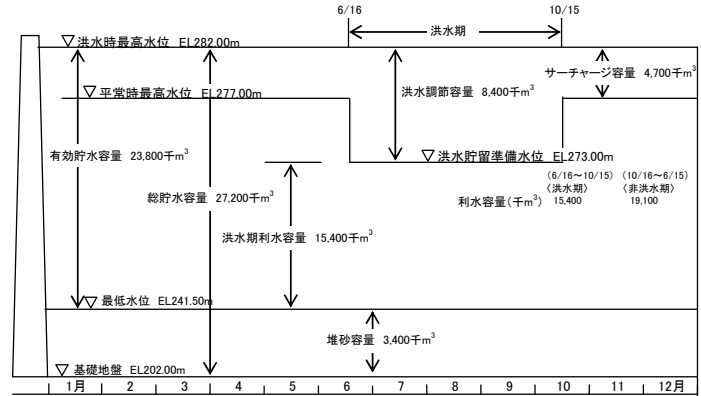 6/16
10/15
洪水期
▽ 洪水時最高水位 EL282.00m
サーチャージ容量 4,700千m³
▽ 平常時最高水位 EL277.00m
洪水調節容量 8,400千m³
有効貯水容量 23,800千m³
▽ 洪水貯留準備水位 EL273.00m
(6/16～10/15) (10/16～6/15)
〈洪水期〉 〈非洪水期〉
総貯水容量 27,200千m³
利水容量(千m³) 15,400 19,100
洪水期利水容量 15,400千m³
▽ 最低水位 EL241.50m
堆砂容量 3,400千m³
▽ 基礎地盤 EL202.00m
1月 2 3 4 5 6 7 8 9 10 11 12月